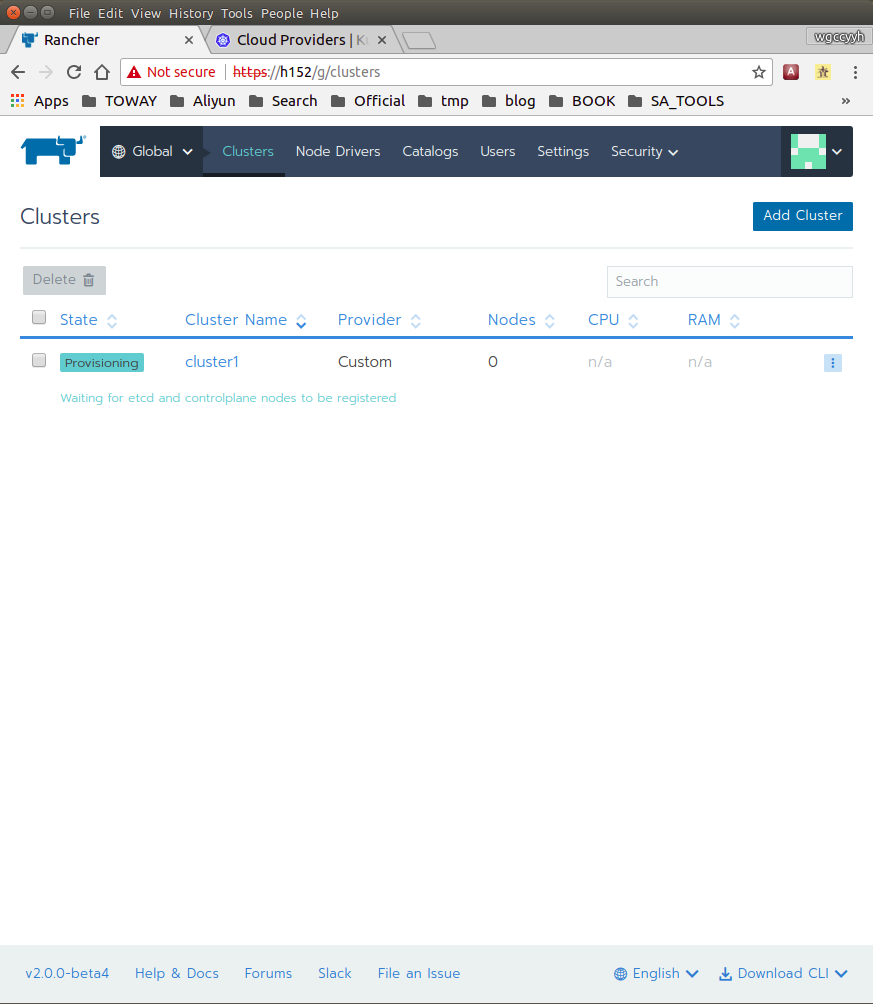 File Edit View History Tools People Help
Rancher
Cloud Providers | Ku
wgccyyh
Not secure https://h152/g/clusters
Apps TOWAY Aliyun Search Official tmp blog BOOK SA_TOOLS »
Global Clusters Node Drivers Catalogs Users Settings Security
Clusters
Add Cluster
Delete
Search
State Cluster Name Provider Nodes CPU RAM
Provisioning cluster1 Custom 0 n/a n/a
Waiting for etcd and controlplane nodes to be registered
v2.0.0-beta4 Help & Docs Forums Slack File an Issue English Download CLI